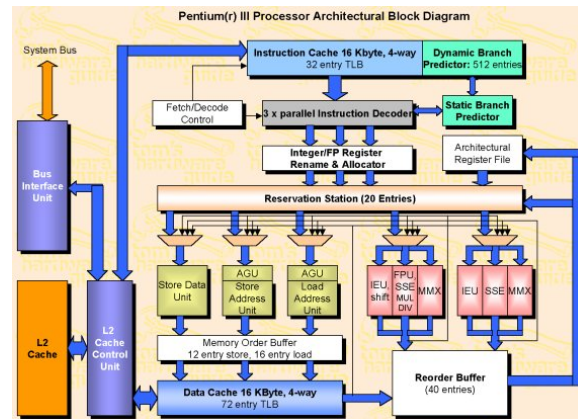 Pentium(r) III Processor Architectural Block Diagram
System Bus
Instruction Cache 16 Kbyte, 4-way
32 entry TLB
Dynamic Branch
Predictor: 512 entries
Fetch/Decode
Control
3 x parallel Instruction Decoder
Static Branch
Predictor
Integer/FP Register
Rename & Allocator
Architectural
Register File
Bus
Interface
Unit
Reservation Station (20 Entries)
Store Data
Unit
AGU
Store
Address
Unit
AGU
Load
Address
Unit
IEU,
shift
FPU,
SSE
MUL
DIV
MMX
IEU
SSE
MMX
L2
Cache
L2
Cache
Control
Unit
Memory Order Buffer
12 entry store, 16 entry load
Data Cache 16 KByte, 4-way
72 entry TLB
Reorder Buffer
(40 entries)